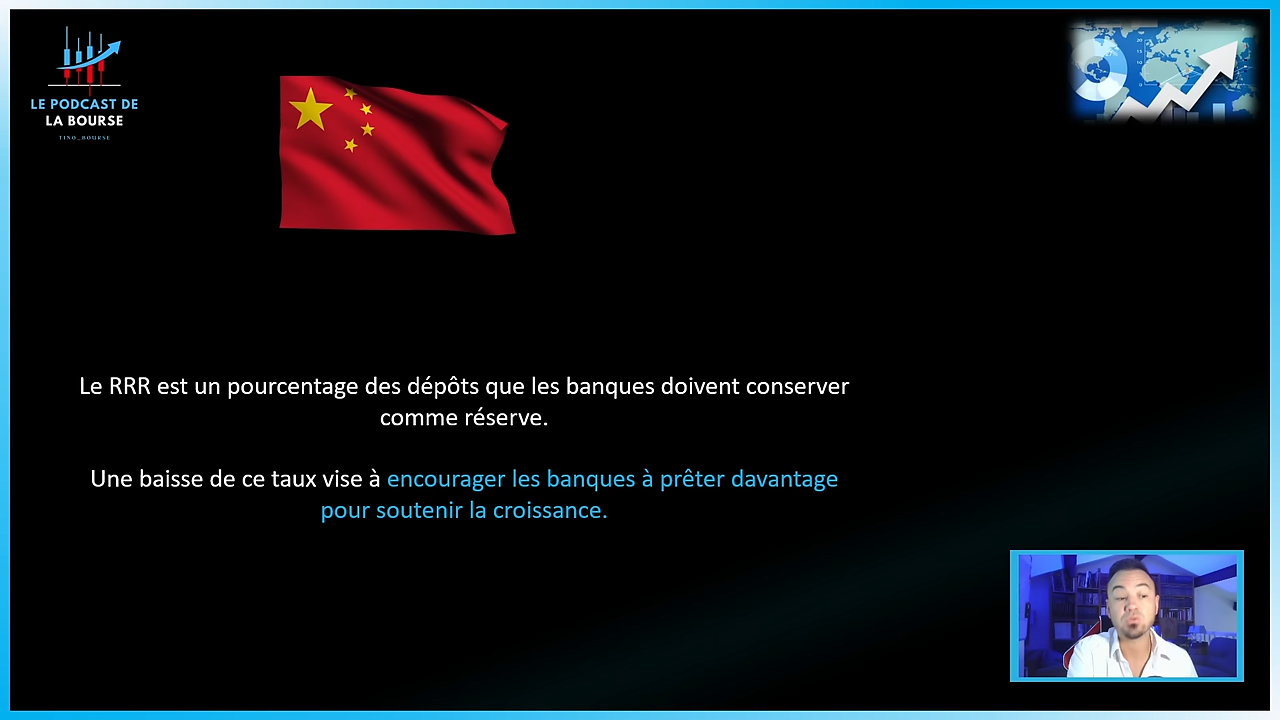 LE PODCAST DE
LA BOURSE
TINO_BOURSE
Le RRR est un pourcentage des dépôts que les banques doivent conserver
comme réserve.
Une baisse de ce taux vise à encourager les banques à prêter davantage
pour soutenir la croissance.